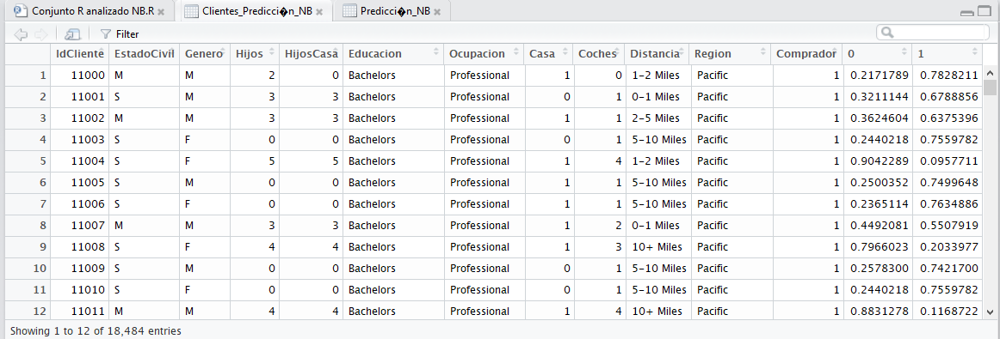 Conjunto R analizado NB.R Clientes_Predicci�n_NB Predicci�n_NB
Filter
IdCliente EstadoCivil Genero Hijos HijosCasa Educacion Ocupacion Casa Coches Distancia Region Comprador 0 1
1 11000 M M 2 0 Bachelors Professional 1 0 1-2 Miles Pacific 1 0.2171789 0.7828211
2 11001 S M 3 3 Bachelors Professional 0 1 0-1 Miles Pacific 1 0.3211144 0.6788856
3 11002 M M 3 3 Bachelors Professional 1 1 2-5 Miles Pacific 1 0.3624604 0.6375396
4 11003 S F 0 0 Bachelors Professional 0 1 5-10 Miles Pacific 1 0.2440218 0.7559782
5 11004 S F 5 5 Bachelors Professional 1 4 1-2 Miles Pacific 1 0.9042289 0.0957711
6 11005 S M 0 0 Bachelors Professional 1 1 5-10 Miles Pacific 1 0.2500352 0.7499648
7 11006 S F 0 0 Bachelors Professional 1 1 5-10 Miles Pacific 1 0.2365114 0.7634886
8 11007 M M 3 3 Bachelors Professional 1 2 0-1 Miles Pacific 1 0.4492081 0.5507919
9 11008 S F 4 4 Bachelors Professional 1 3 10+ Miles Pacific 1 0.7966023 0.2033977
10 11009 S M 0 0 Bachelors Professional 0 1 5-10 Miles Pacific 1 0.2578300 0.7421700
11 11010 S F 0 0 Bachelors Professional 0 1 5-10 Miles Pacific 1 0.2440218 0.7559782
12 11011 M M 4 4 Bachelors Professional 1 4 10+ Miles Pacific 1 0.8831278 0.1168722
Showing 1 to 12 of 18,484 entries